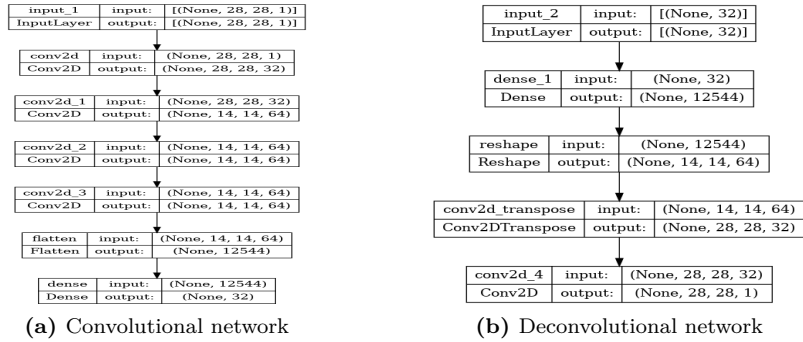 input_1 input: [(None, 28, 28, 1)]
InputLayer output: [(None, 28, 28, 1)]
conv2d input: (None, 28, 28, 1)
Conv2D output: (None, 28, 28, 32)
conv2d_1 input: (None, 28, 28, 32)
Conv2D output: (None, 14, 14, 64)
conv2d_2 input: (None, 14, 14, 64)
Conv2D output: (None, 14, 14, 64)
conv2d_3 input: (None, 14, 14, 64)
Conv2D output: (None, 14, 14, 64)
flatten input: (None, 14, 14, 64)
Flatten output: (None, 12544)
dense input: (None, 12544)
Dense output: (None, 32)
(a) Convolutional network
input_2 input: [(None, 32)]
InputLayer output: [(None, 32)]
dense_1 input: (None, 32)
Dense output: (None, 12544)
reshape input: (None, 12544)
Reshape output: (None, 14, 14, 64)
conv2d_transpose input: (None, 14, 14, 64)
Conv2DTranspose output: (None, 28, 28, 32)
conv2d_4 input: (None, 28, 28, 32)
Conv2D output: (None, 28, 28, 1)
(b) Deconvolutional network